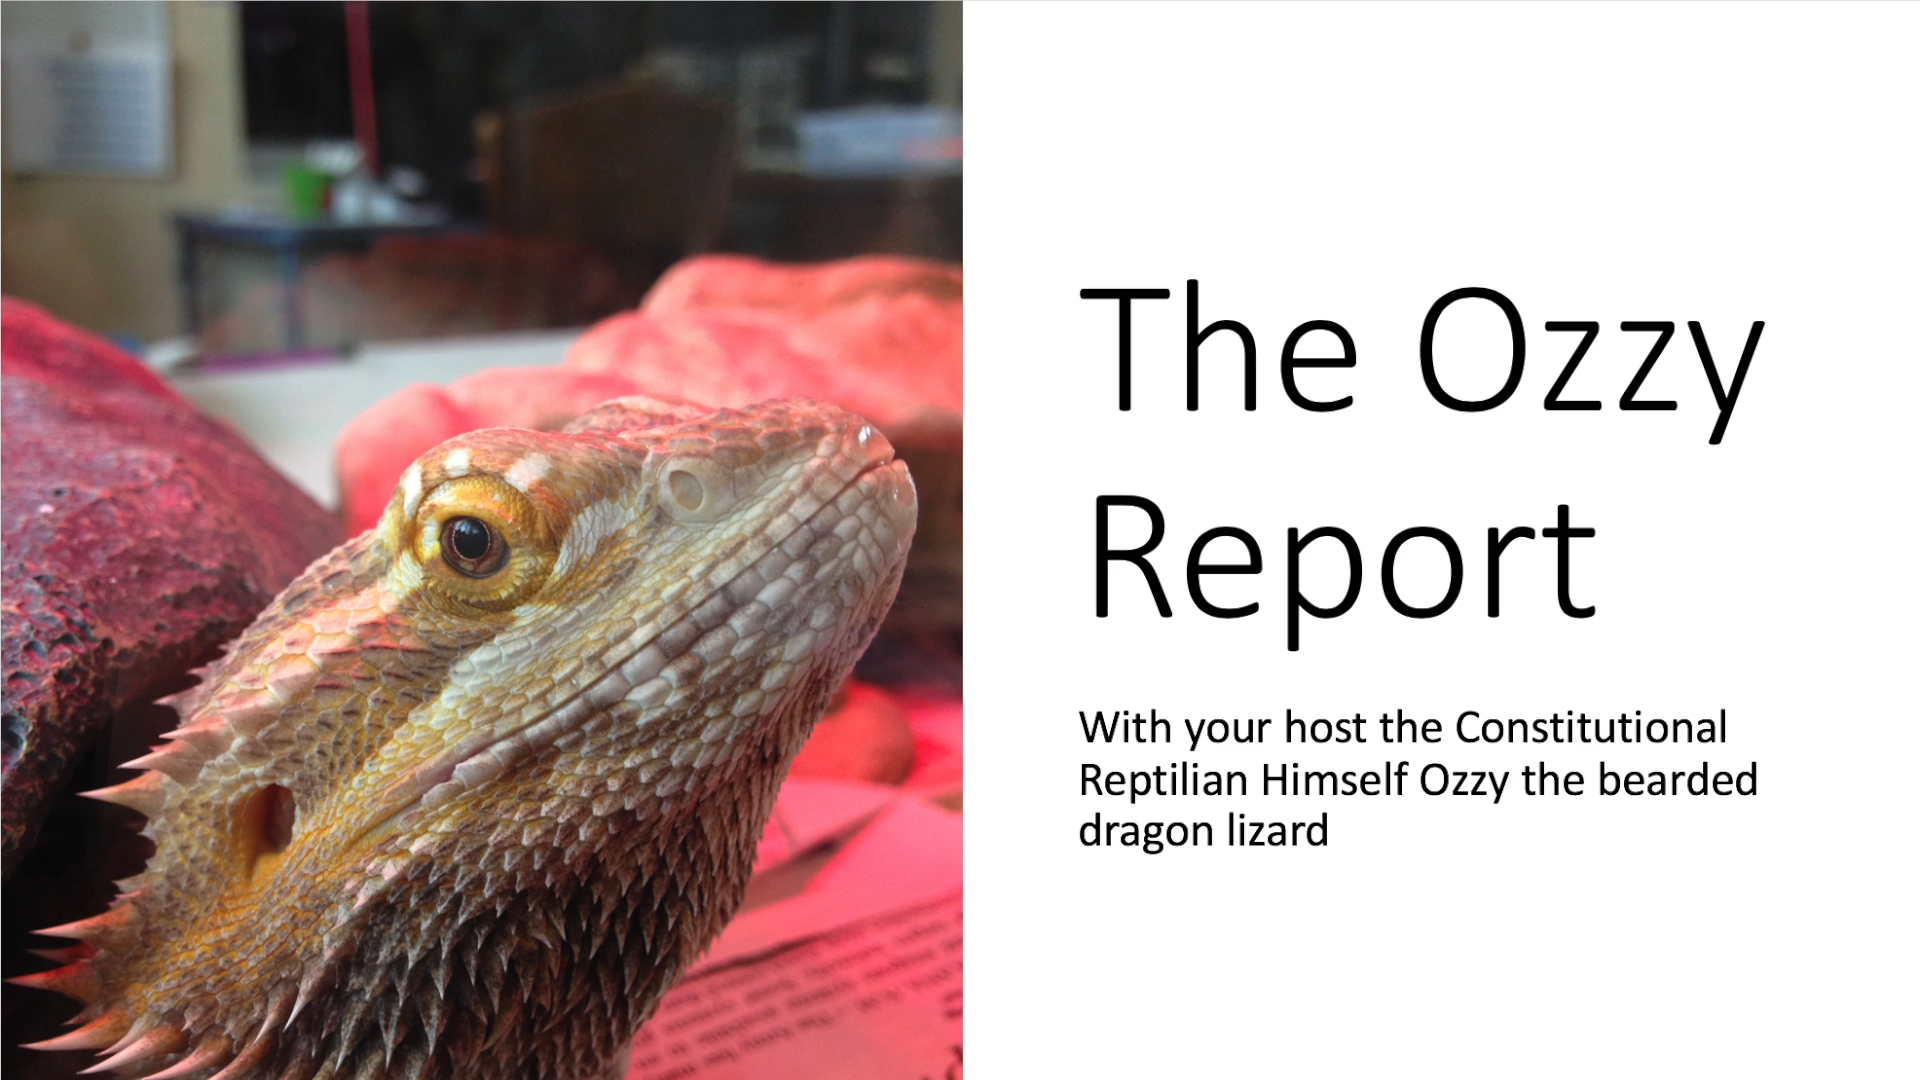 The Ozzy
Report
With your host the Constitutional
Reptilian Himself Ozzy the bearded
dragon lizard